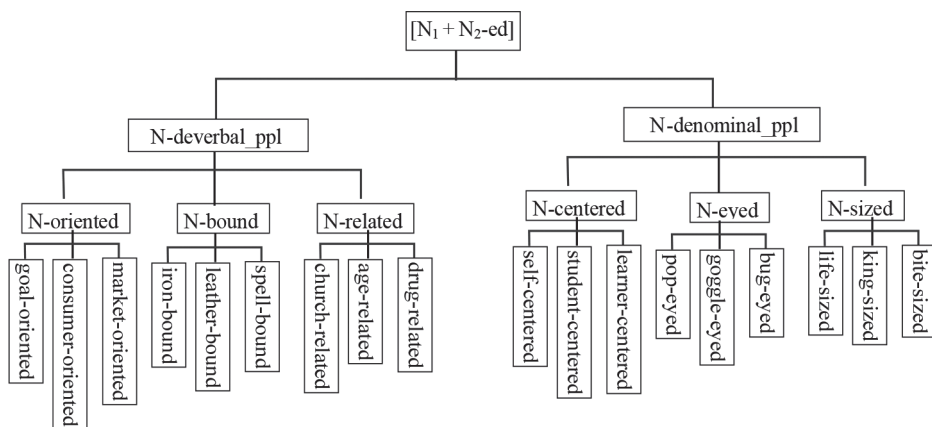 [N₁ + N₂-ed]
N-deverbal_ppl
N-denominal_ppl
N-oriented
N-bound
N-related
N-centered
N-eyed
N-sized
goal-oriented
consumer-oriented
market-oriented
iron-bound
leather-bound
spell-bound
church-related
age-related
drug-related
self-centered
student-centered
learner-centered
pop-eyed
goggle-eyed
bug-eyed
life-sized
king-sized
bite-sized